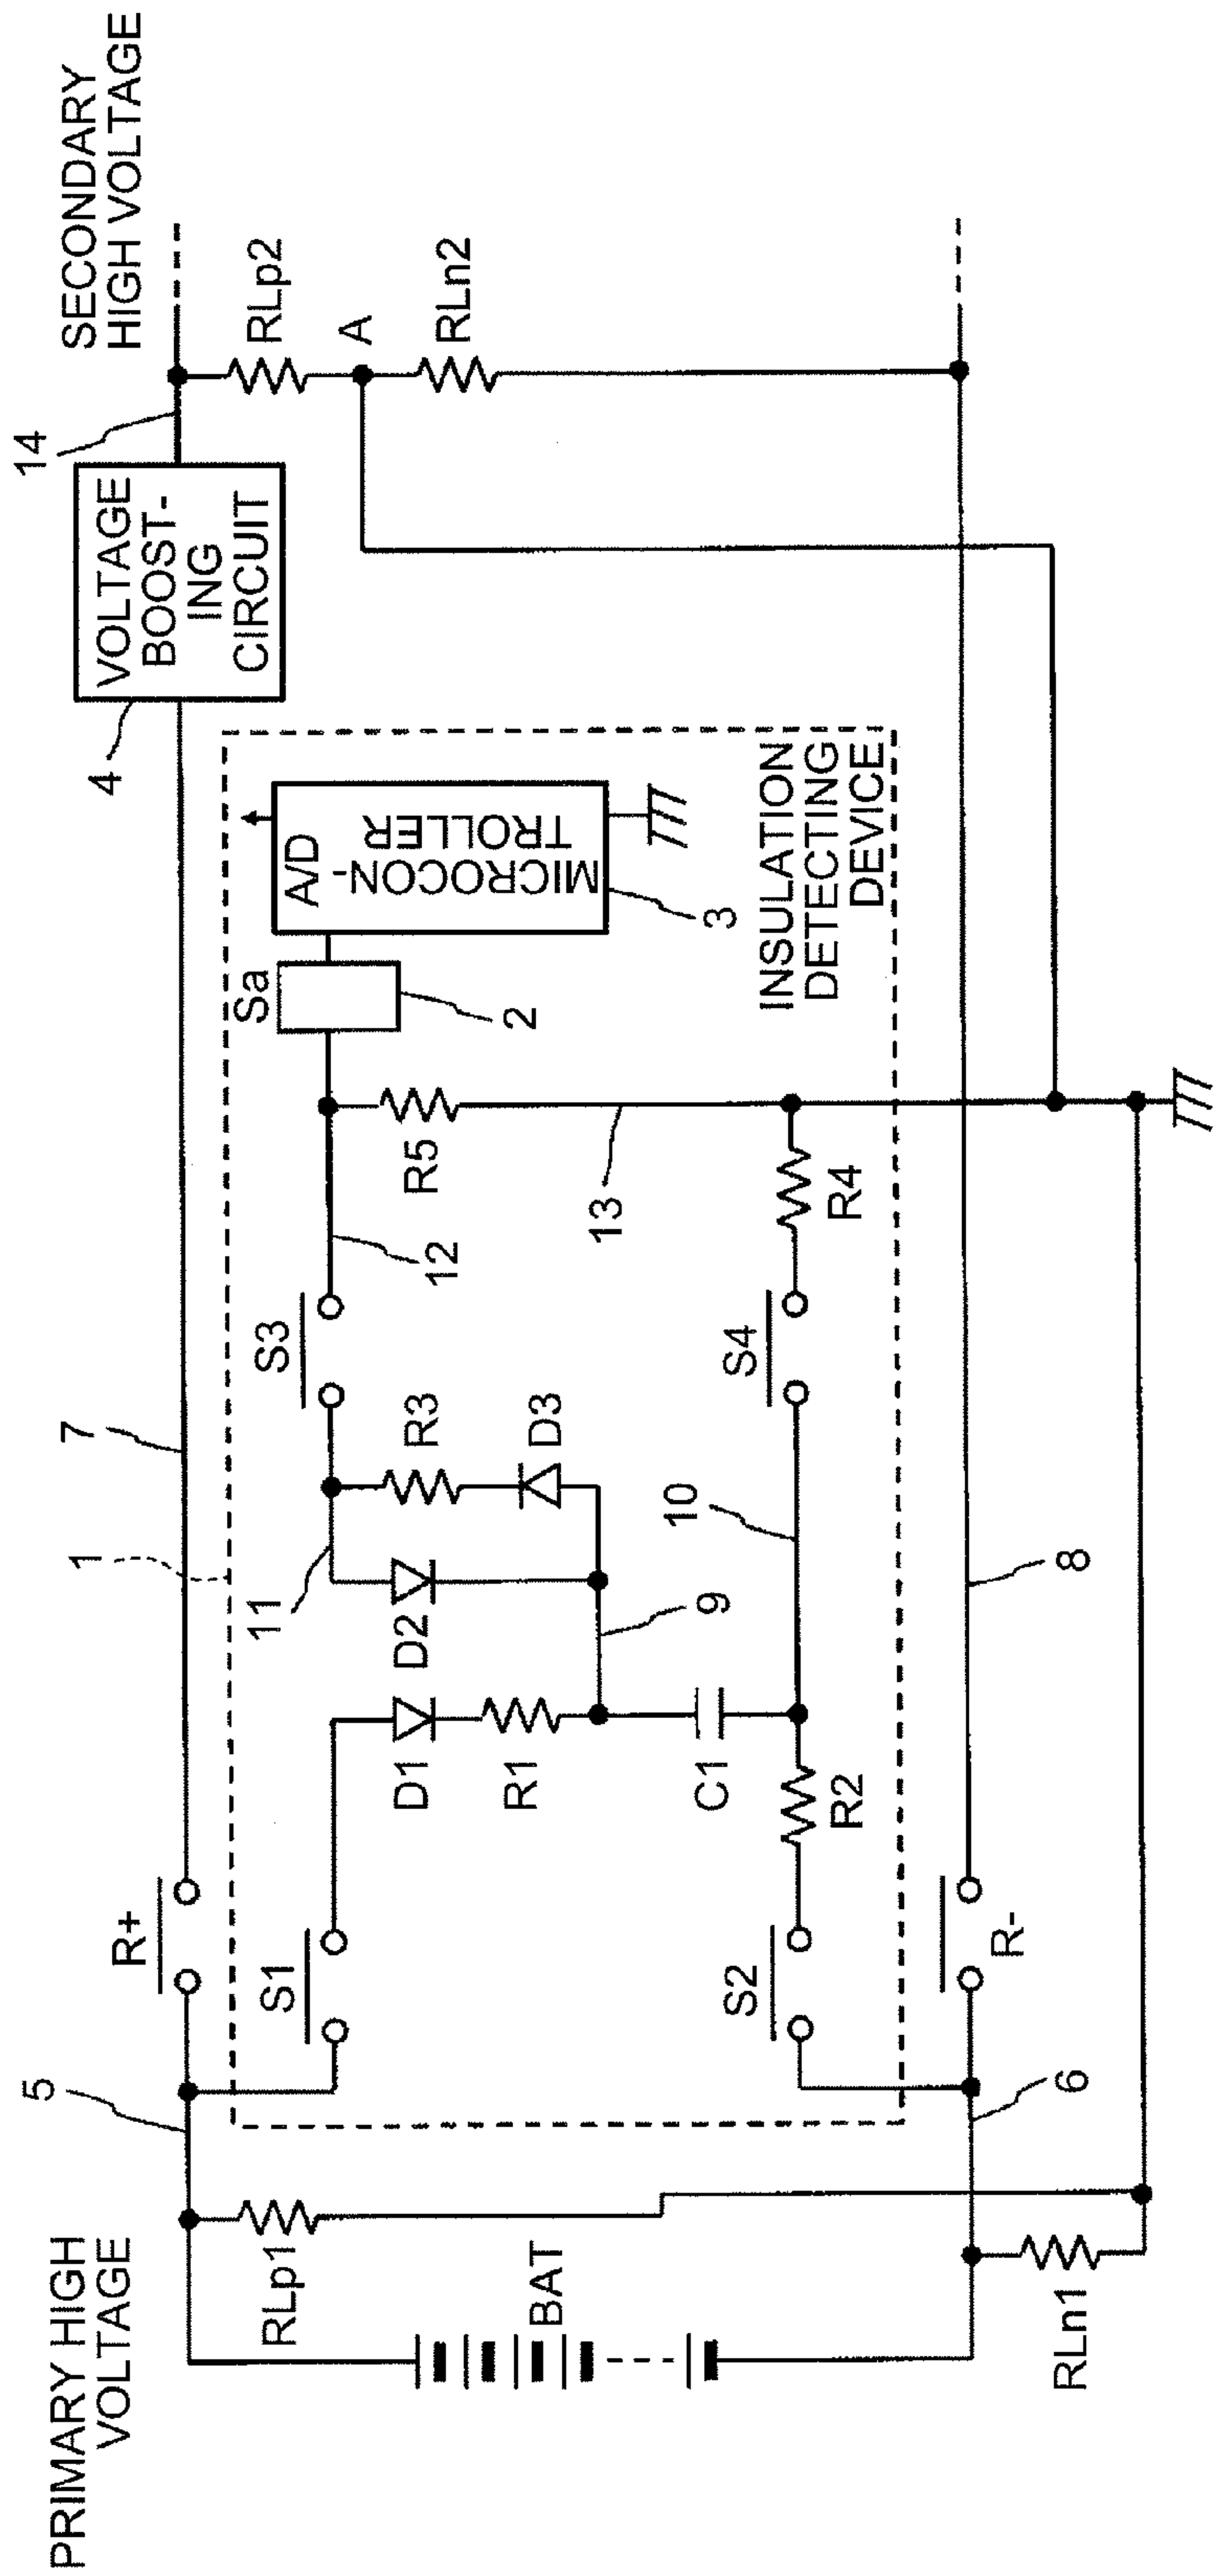 PRIMARY HIGH
VOLTAGE
SECONDARY
HIGH VOLTAGE
5
R+
7
4
VOLTAGE
BOOST-
ING
CIRCUIT
14
1
RLp1
S1
D1
R1
11
D2
R3
D3
S3
12
R5
Sa
2
A/D
MICROCON-
TROLLER
3
RLp2
A
RLn2
BAT
9
C1
10
13
S2
R2
S4
R4
INSULATION
DETECTING
DEVICE
6
R-
8
RLn1